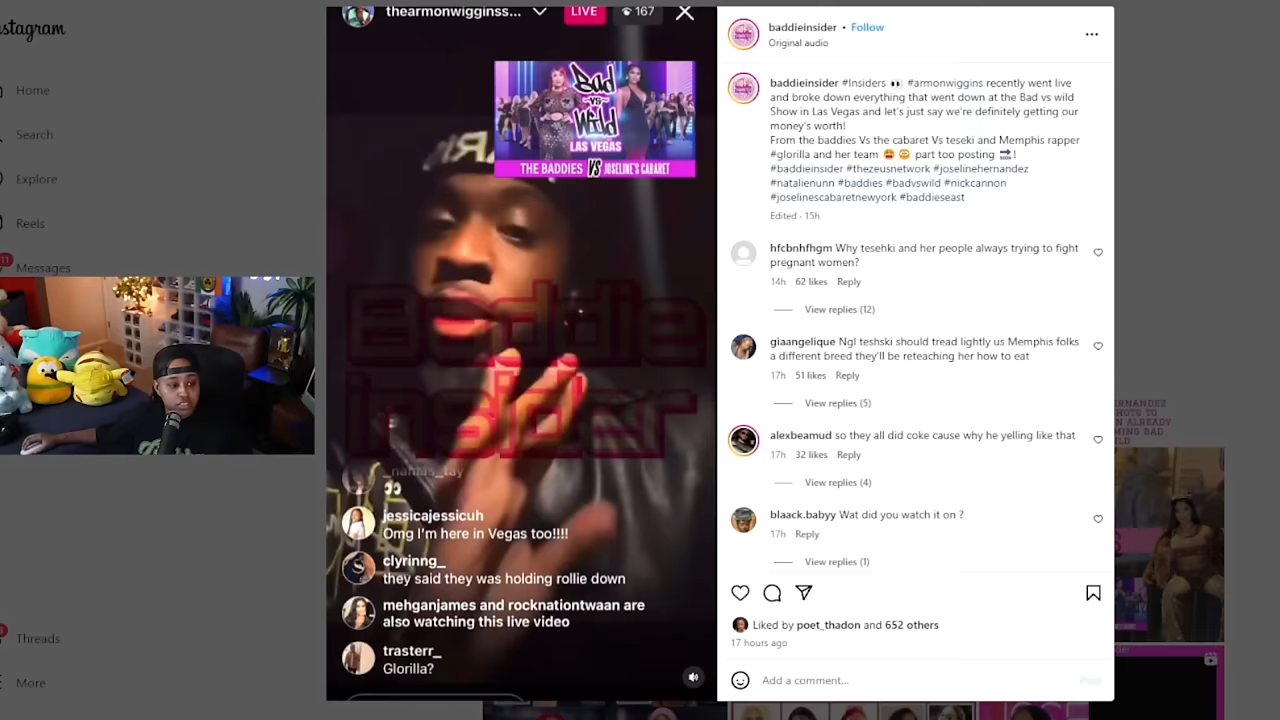 stagram
Home
Search
Explore
Reels
11
Messages
Threads
More
thearmonwigginss...
LIVE
167
Bad
-VS-
Wild
LAS VEGAS
THE BADDIES VS JOSELINE'S CABARET
Baddie
insider
_namas_tay
👀
jessicajessicuh
Omg I'm here in Vegas too!!!!
clyrinng_
they said they was holding rollie down
mehganjames and rocknationtwaan are
also watching this live video
trasterr_
Glorilla?
baddieinsider • Follow
Original audio
baddieinsider #Insiders 👀 #armonwiggins recently went live
and broke down everything that went down at the Bad vs wild
Show in Las Vegas and let's just say we're definitely getting our
money's worth!
From the baddies Vs the cabaret Vs teseki and Memphis rapper
#glorilla and her team 🤩 😳 part too posting 🔜!
#baddieinsider #thezeusnetwork #joselinehernandez
#natalienunn #baddies #badvswild #nickcannon
#joselinescabaretnewyork #baddieseast
Edited · 15h
hfcbnhfhgm Why tesehki and her people always trying to fight
pregnant women?
14h 62 likes Reply
View replies (12)
giaangelique Ngl teshski should tread lightly us Memphis folks
a different breed they'll be reteaching her how to eat
17h 51 likes Reply
View replies (5)
alexbeamud so they all did coke cause why he yelling like that
17h 32 likes Reply
View replies (4)
blaack.babyy Wat did you watch it on ?
17h Reply
View replies (1)
Liked by poet_thadon and 652 others
17 hours ago
Add a comment...
Post